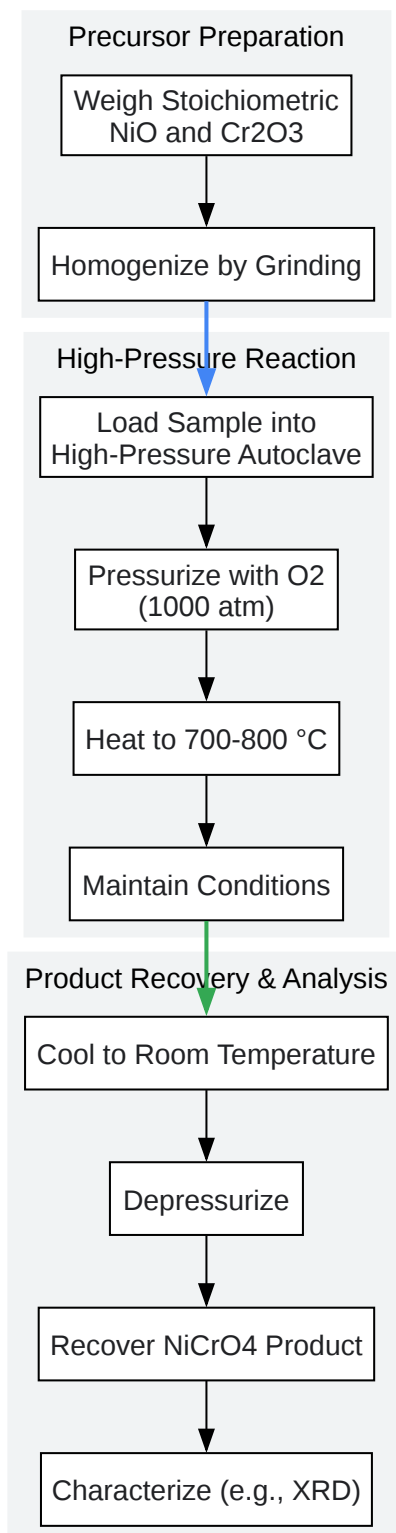 Precursor Preparation
Weigh Stoichiometric
NiO and Cr2O3
Homogenize by Grinding
High-Pressure Reaction
Load Sample into
High-Pressure Autoclave
Pressurize with O2
(1000 atm)
Heat to 700-800 °C
Maintain Conditions
Product Recovery & Analysis
Cool to Room Temperature
Depressurize
Recover NiCrO4 Product
Characterize (e.g., XRD)